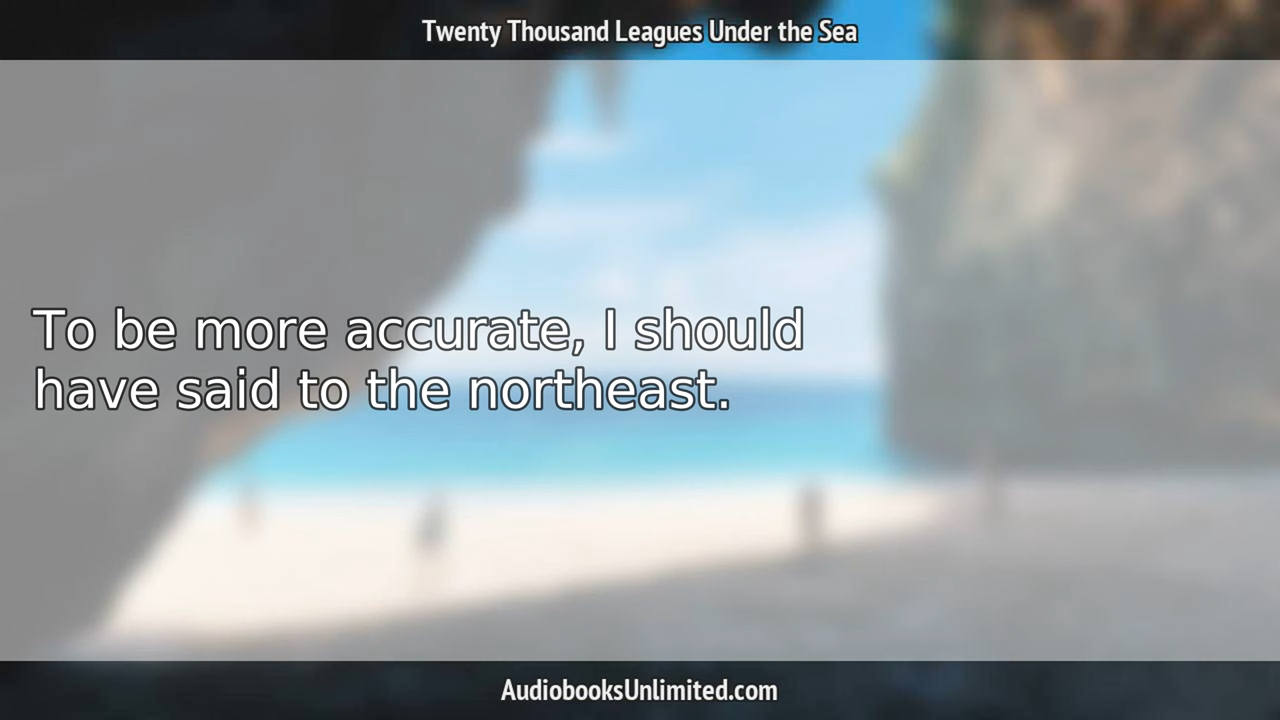 Twenty Thousand Leagues Under the Sea
To be more accurate, I should
have said to the northeast.
AudiobooksUnlimited.com